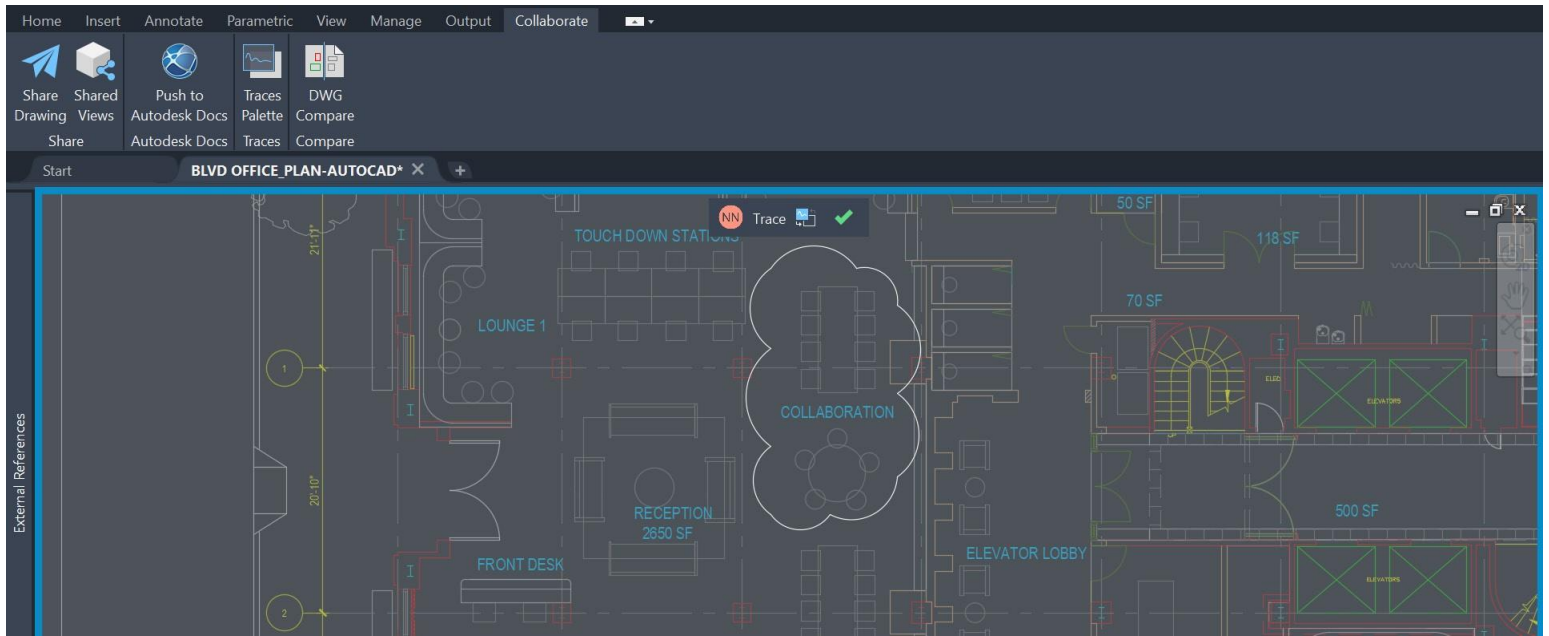 Home Insert Annotate Parametric View Manage Output Collaborate
Share Drawing
Shared Views
Push to Autodesk Docs
Traces Palette
DWG Compare
Share Autodesk Docs Traces Compare
Start BLVD OFFICE_PLAN-AUTOCAD*
External References
NN Trace
50 SF
118 SF
21'-11"
TOUCH DOWN STATIONS
70 SF
LOUNGE 1
1
ELEC
ELEVATORS
COLLABORATION
20'-10"
RECEPTION
2650 SF
500 SF
ELEVATOR LOBBY
FRONT DESK
ELEVATORS
2